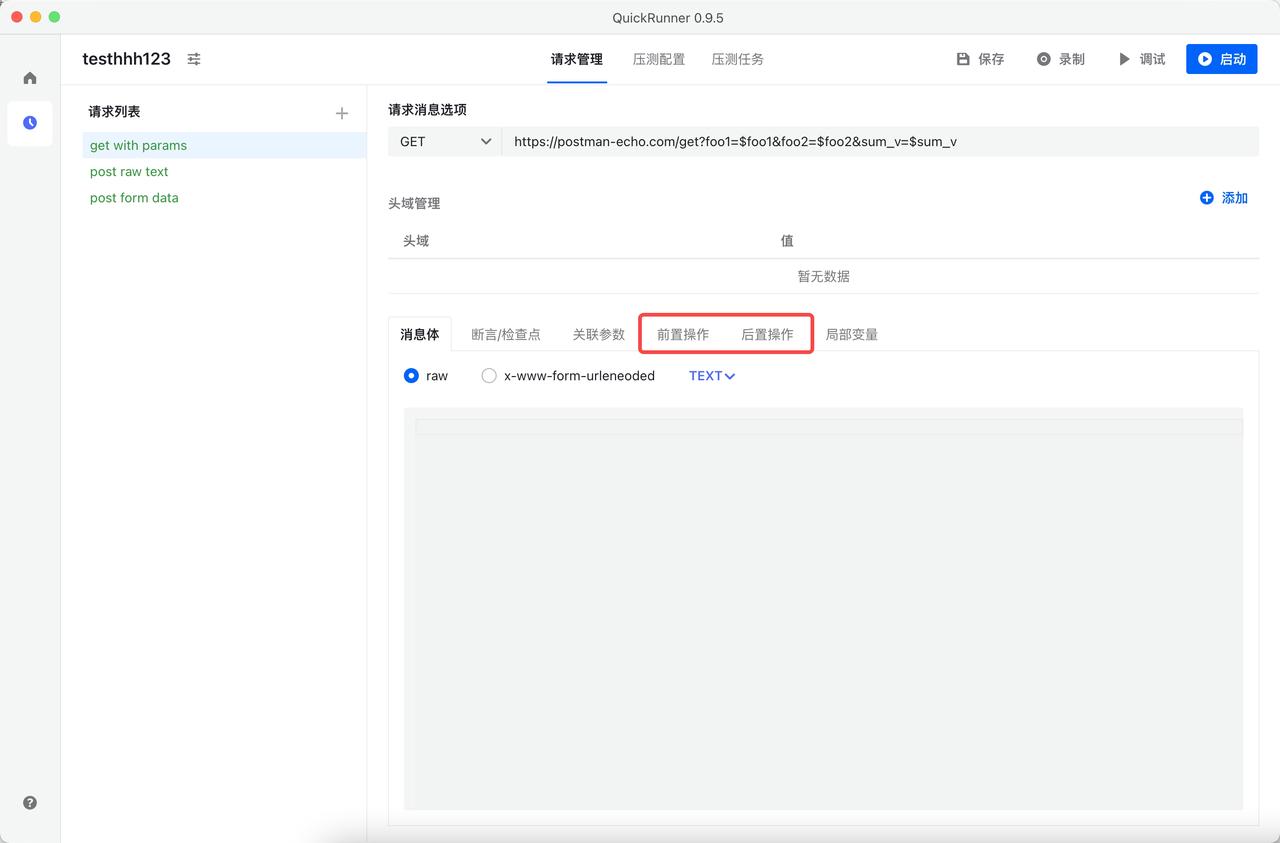 QuickRunner 0.9.5
testhhh123 请求管理 压测配置 压测任务 保存 录制 调试 启动
请求列表
get with params
post raw text
post form data
请求消息选项
GET https://postman-echo.com/get?foo1=$foo1&foo2=$foo2&sum_v=$sum_v
头域管理 添加
头域 值
暂无数据
消息体 断言/检查点 关联参数 前置操作 后置操作 局部变量
raw x-www-form-urleneoded TEXT